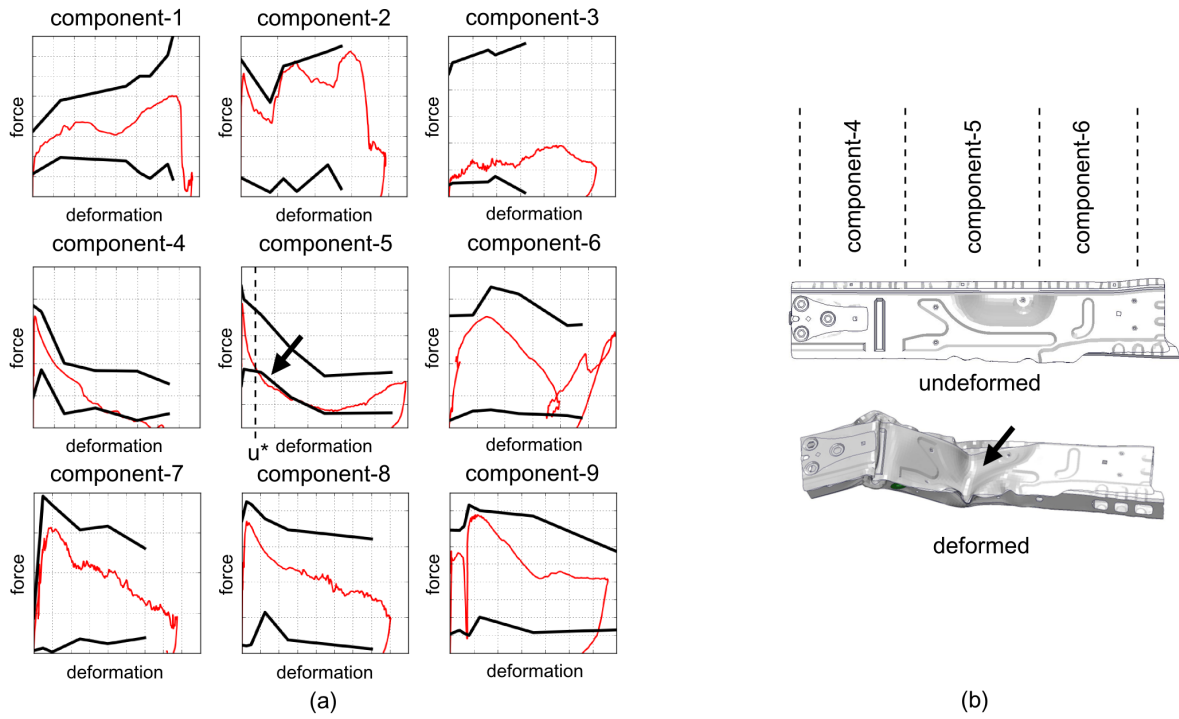 component-1 component-2 component-3
force force force
deformation deformation deformation
component-4 component-5 component-6
force force force
deformation deformation deformation
u*
component-7 component-8 component-9
force force force
deformation deformation deformation
(a)
component-4 component-5 component-6
undeformed
deformed
(b)